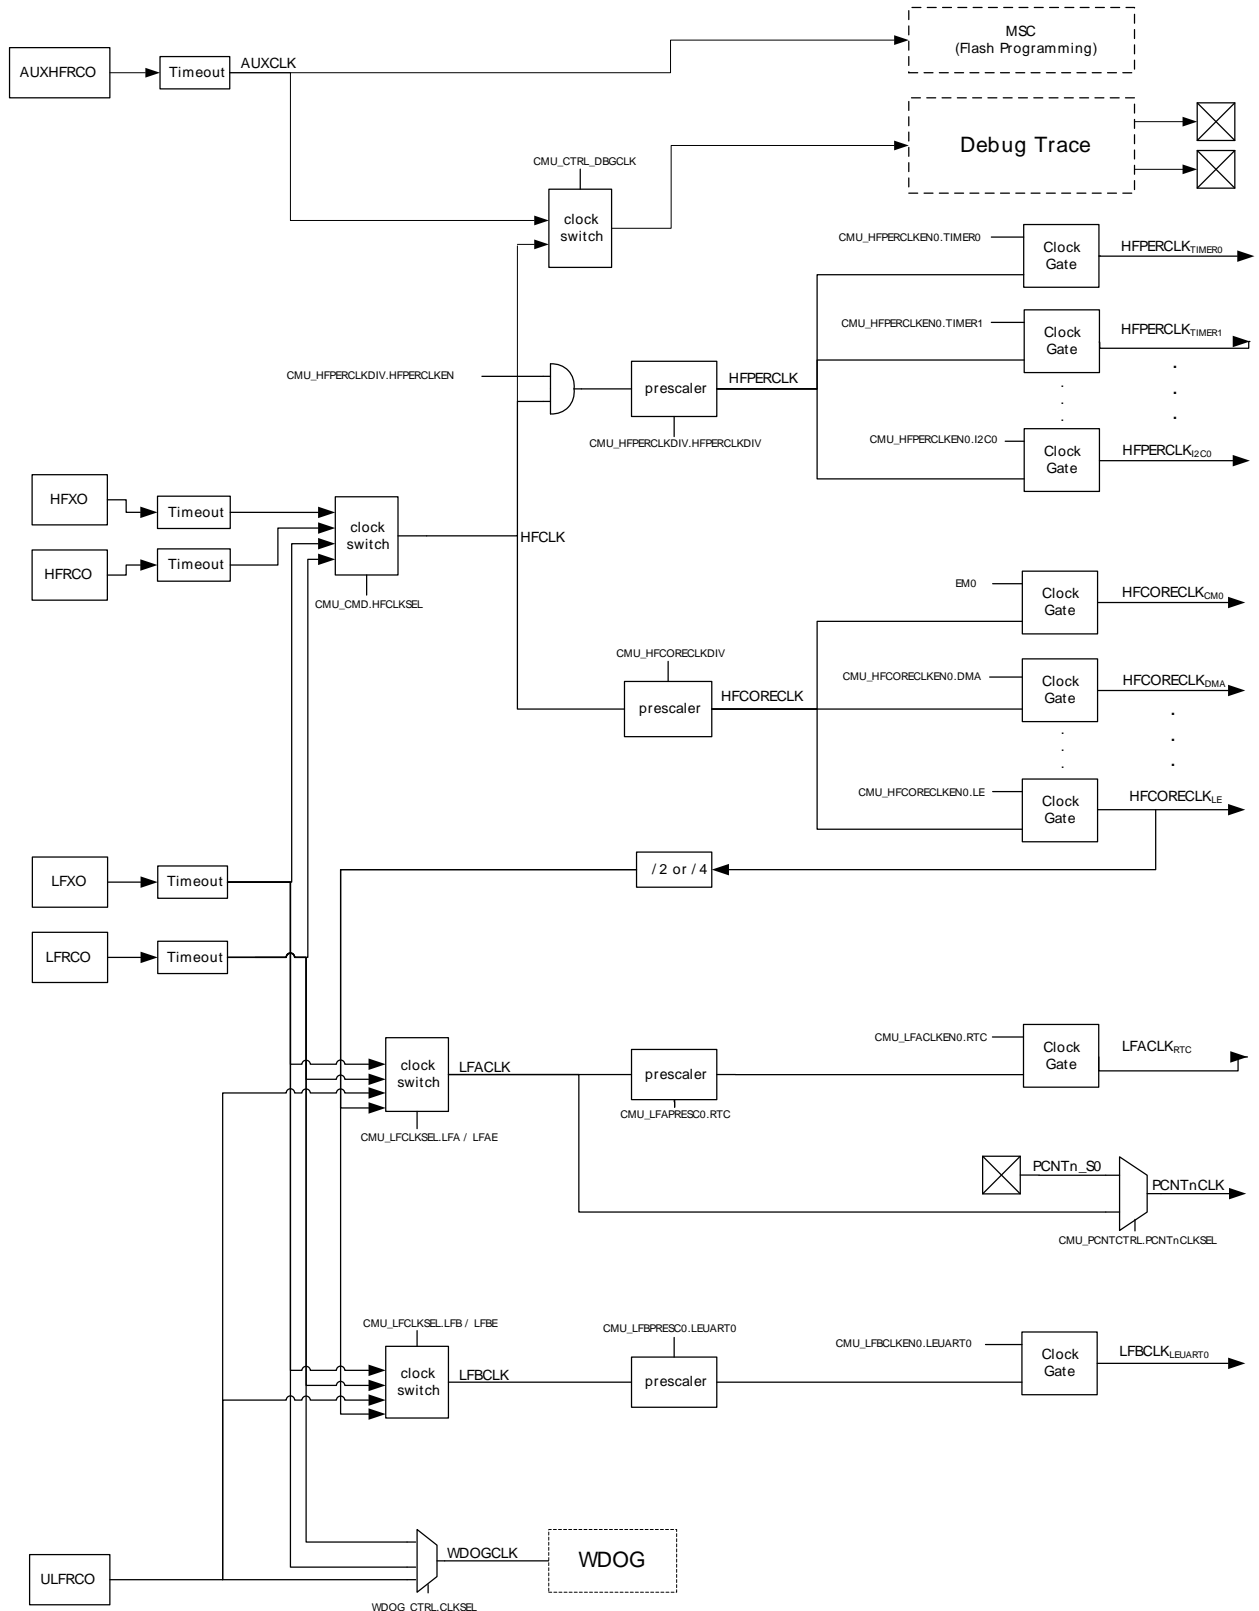 MSC
(Flash Programming)
AUXHFRCO
Timeout
AUXCLK
Debug Trace
CMU_CTRL_DBGCLK
clock
switch
CMU_HFPERCLKEN0.TIMER0
Clock
Gate
HFPERCLKTIMER0
CMU_HFPERCLKEN0.TIMER1
Clock
Gate
HFPERCLKTIMER1
CMU_HFPERCLKDIV.HFPERCLKEN
prescaler
HFPERCLK
CMU_HFPERCLKDIV.HFPERCLKDIV
CMU_HFPERCLKEN0.I2C0
Clock
Gate
HFPERCLKI2C0
HFXO
Timeout
HFRCO
Timeout
clock
switch
HFCLK
CMU_CMD.HFCLKSEL
EM0
Clock
Gate
HFCORECLKCM0
CMU_HFCORECLKDIV
prescaler
HFCORECLK
CMU_HFCORECLKEN0.DMA
Clock
Gate
HFCORECLKDMA
CMU_HFCORECLKEN0.LE
Clock
Gate
HFCORECLKLE
/ 2 or / 4
LFXO
Timeout
LFRCO
Timeout
clock
switch
LFACLK
CMU_LFCLKSEL.LFA / LFAE
prescaler
CMU_LFAPRESC0.RTC
CMU_LFACLKEN0.RTC
Clock
Gate
LFACLKRTC
PCNTn_S0
PCNTnCLK
CMU_PCNTCTRL.PCNTnCLKSEL
CMU_LFCLKSEL.LFB / LFBE
clock
switch
LFBCLK
CMU_LFBPRESC0.LEUART0
prescaler
CMU_LFBCLKEN0.LEUART0
Clock
Gate
LFBCLKLEUART0
ULFRCO
WDOGCLK
WDOG
WDOG_CTRL.CLKSEL